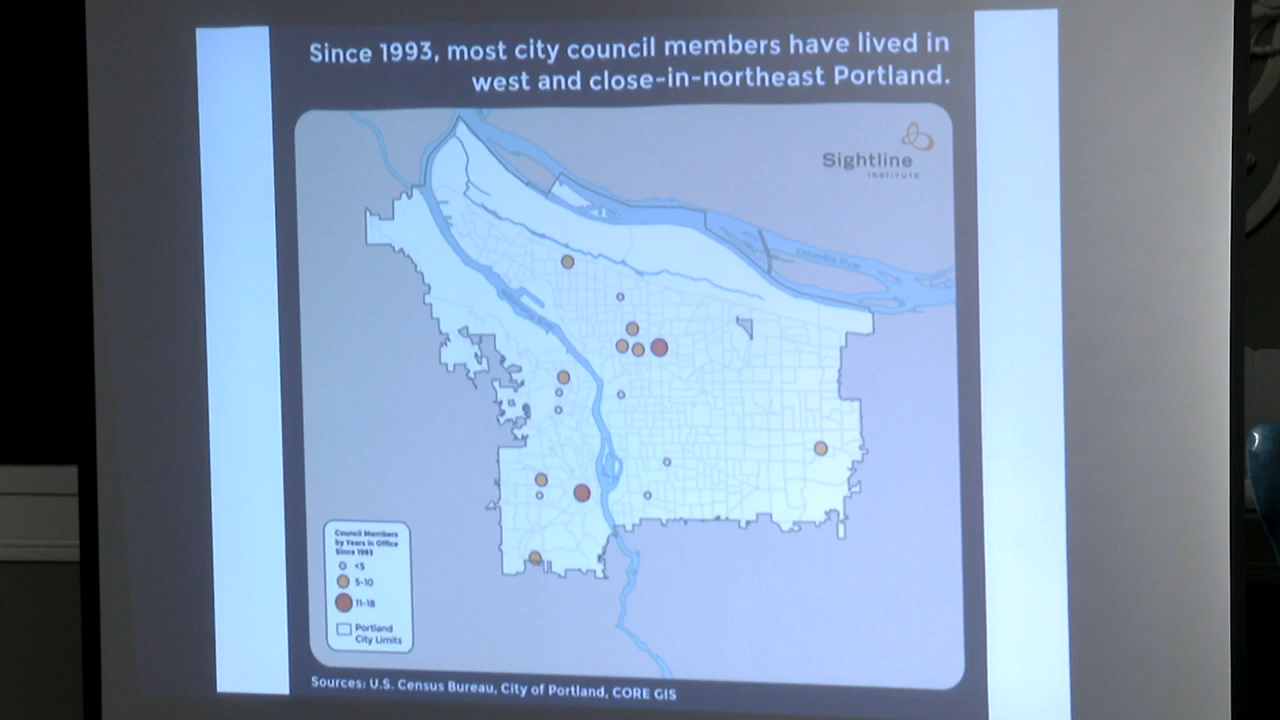 Since 1993, most city council members have lived in
west and close-in-northeast Portland.
Sightline
INSTITUTE
Columbia River
Council Members
by Years in Office
Since 1993
<5
5-10
11-18
Portland
City Limits
Sources: U.S. Census Bureau, City of Portland, CORE GIS